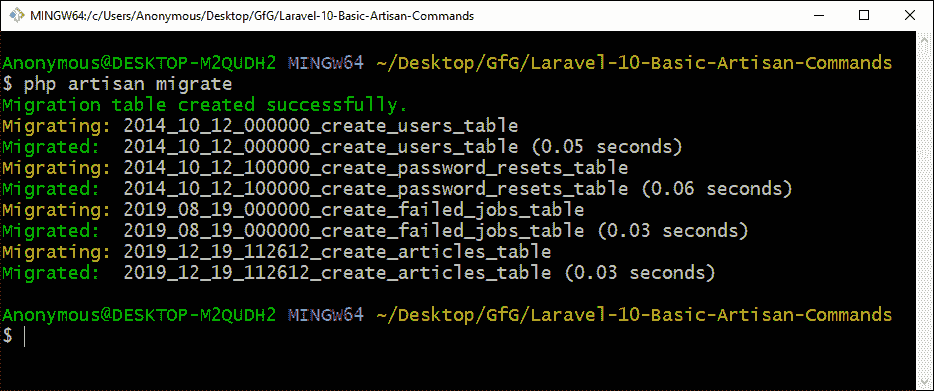 MINGW64:/c/Users/Anonymous/Desktop/GfG/Laravel-10-Basic-Artisan-Commands
Anonymous@DESKTOP-M2QUDH2 MINGW64 ~/Desktop/GfG/Laravel-10-Basic-Artisan-Commands
$ php artisan migrate
Migration table created successfully.
Migrating: 2014_10_12_000000_create_users_table
Migrated:  2014_10_12_000000_create_users_table (0.05 seconds)
Migrating: 2014_10_12_100000_create_password_resets_table
Migrated:  2014_10_12_100000_create_password_resets_table (0.06 seconds)
Migrating: 2019_08_19_000000_create_failed_jobs_table
Migrated:  2019_08_19_000000_create_failed_jobs_table (0.03 seconds)
Migrating: 2019_12_19_112612_create_articles_table
Migrated:  2019_12_19_112612_create_articles_table (0.03 seconds)
Anonymous@DESKTOP-M2QUDH2 MINGW64 ~/Desktop/GfG/Laravel-10-Basic-Artisan-Commands
$